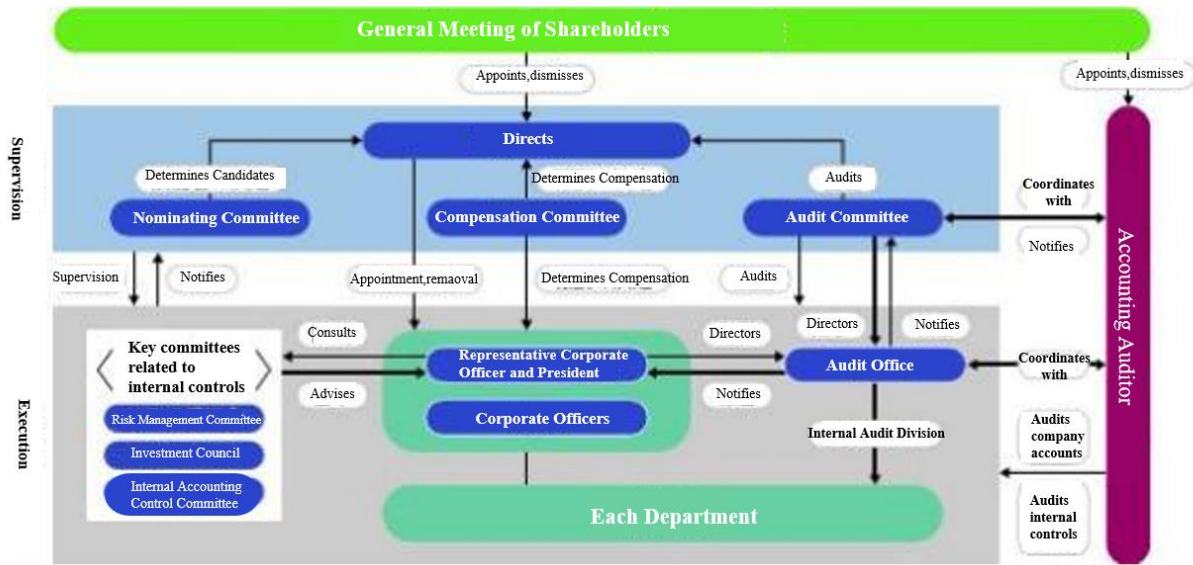 General Meeting of Shareholders
Appoints,dismisses
Appoints,dismisses
Supervision
Directs
Determines Candidates
Determines Compensation
Audits
Nominating Committee
Compensation Committee
Audit Committee
Coordinates
with
Notifies
Supervision
Notifies
Appointment,remaoval
Determines Compensation
Audits
Accounting Auditor
Execution
Key committees
related to
internal controls
Consults
Advises
Representative Corporate
Officer and President
Directors
Notifies
Directors
Notifies
Audit Office
Coordinates
with
Risk Management Committee
Investment Council
Internal Accounting
Control Committee
Corporate Officers
Internal Audit Division
Audits
company
accounts
Each Department
Audits
internal
controls